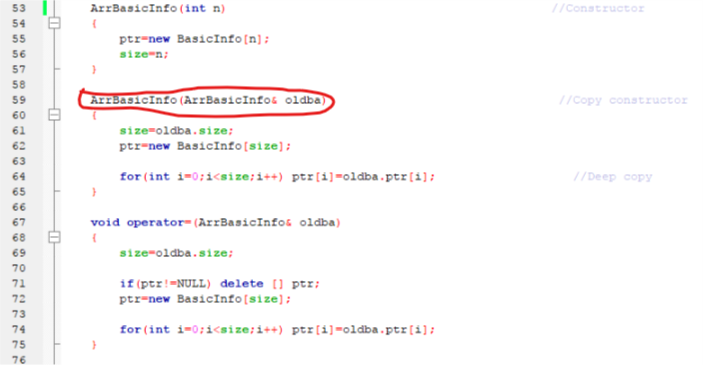 53 ArrBasicInfo(int n) //Constructor
54 {
55 ptr=new BasicInfo[n];
56 size=n;
57 }
58
59 ArrBasicInfo(ArrBasicInfo& oldba) //Copy constructor
60 {
61 size=oldba.size;
62 ptr=new BasicInfo[size];
63
64 for(int i=0;i<size;i++) ptr[i]=oldba.ptr[i]; //Deep copy
65 }
66
67 void operator=(ArrBasicInfo& oldba)
68 {
69 size=oldba.size;
70
71 if(ptr!=NULL) delete [] ptr;
72 ptr=new BasicInfo[size];
73
74 for(int i=0;i<size;i++) ptr[i]=oldba.ptr[i];
75 }
76